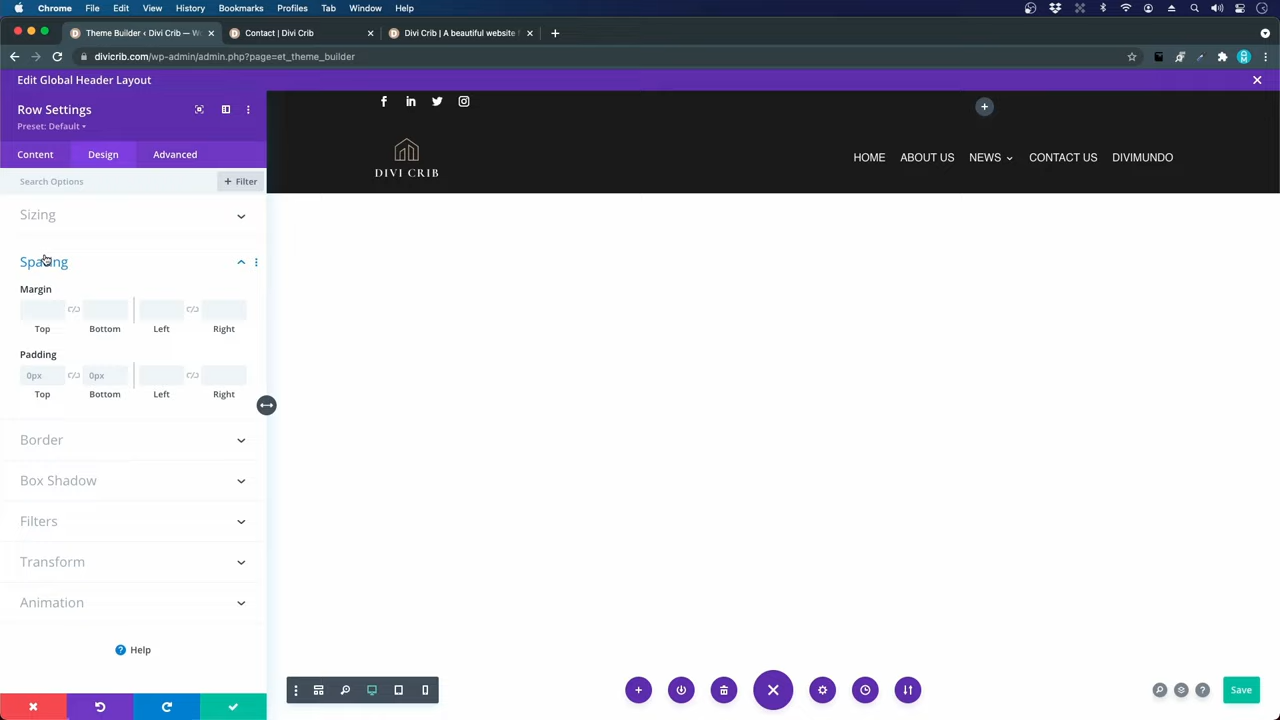 Chrome File Edit View History Bookmarks Profiles Tab Window Help
Theme Builder ‹ Divi Crib — W
Contact | Divi Crib
Divi Crib | A beautiful website
divicrib.com/wp-admin/admin.php?page=et_theme_builder
Edit Global Header Layout
Row Settings
Preset: Default
Content Design Advanced
Search Options
+ Filter
Sizing
Spacing
Margin
Top Bottom Left Right
Padding
0px 0px
Top Bottom Left Right
Border
Box Shadow
Filters
Transform
Animation
Help
DIVI CRIB
HOME ABOUT US NEWS CONTACT US DIVIMUNDO
Save